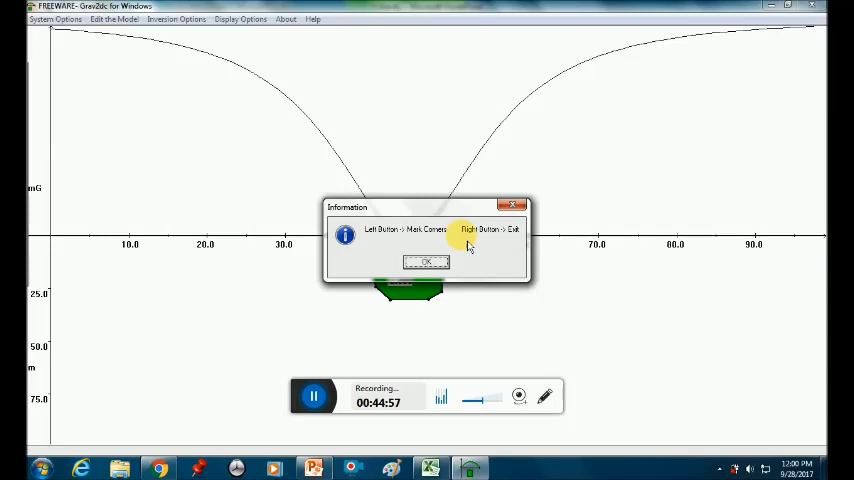 FREEWARE- Grav2dc for Windows
System Options Edit the Model Inversion Options Display Options About Help
mG
Information
Left Button -> Mark Corners Right Button -> Exit
OK
10.0 20.0 30.0 70.0 80.0 90.0
25.0
50.0
m
75.0
Recording...
00:44:57
12:00 PM
9/28/2017